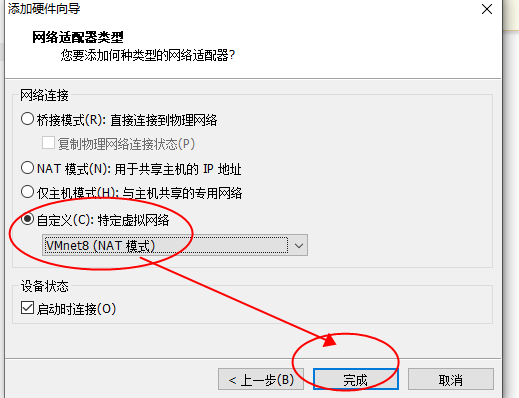 添加硬件向导
网络适配器类型
您要添加何种类型的网络适配器?
网络连接
桥接模式(R): 直接连接到物理网络
复制物理网络连接状态(P)
NAT 模式(N): 用于共享主机的 IP 地址
仅主机模式(H): 与主机共享的专用网络
自定义(C): 特定虚拟网络
VMnet8 (NAT 模式)
设备状态
启动时连接(O)
< 上一步(B) 完成 取消